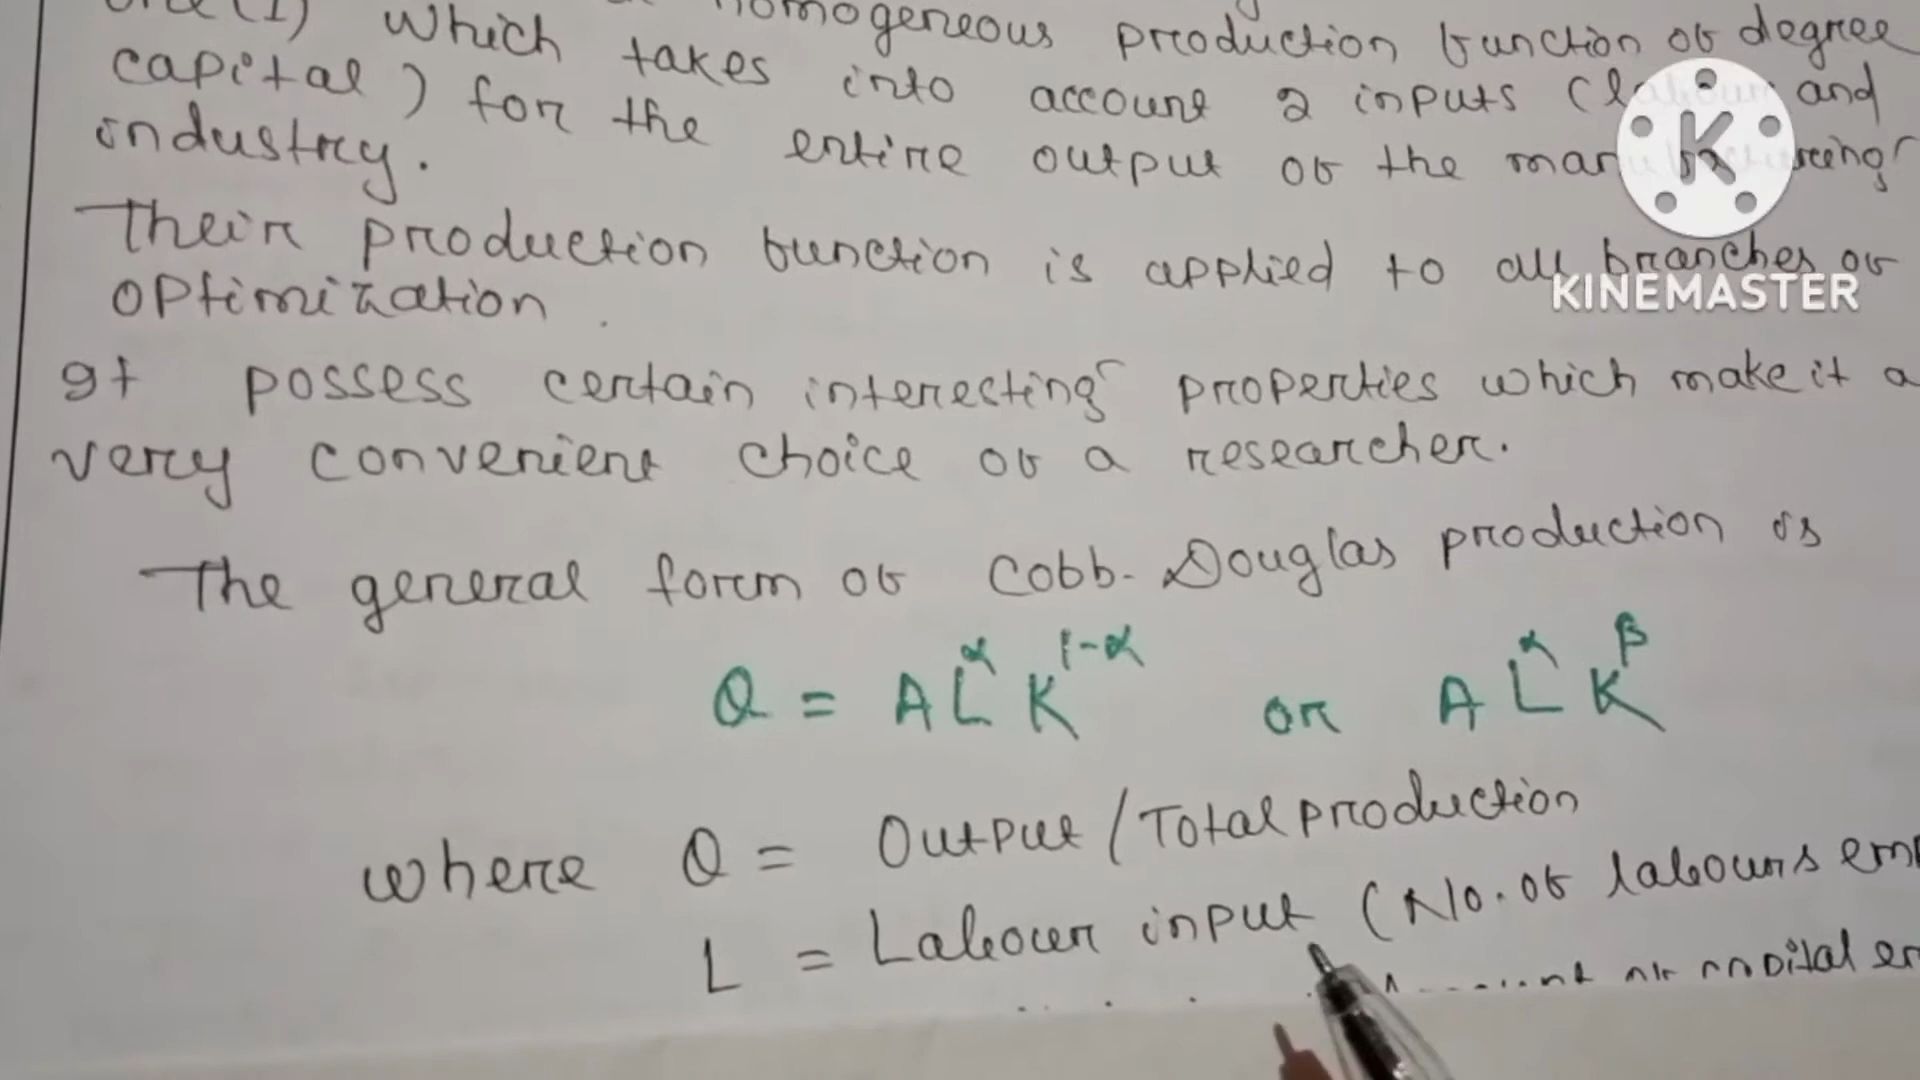 one (1) which homogeneous production function of degree
capital) takes into account 2 inputs ( and
industry. for the entire output of the
Their production function is applied to all branches of
optimization.
KINEMASTER
It possess certain interesting properties which make it a
very convenient choice of a researcher.
The general form of Cobb-Douglas production is
Q = A L^α K^1-α or A L^α K^β
where Q = Output / Total production
L = Labour input (No. of labours
capital